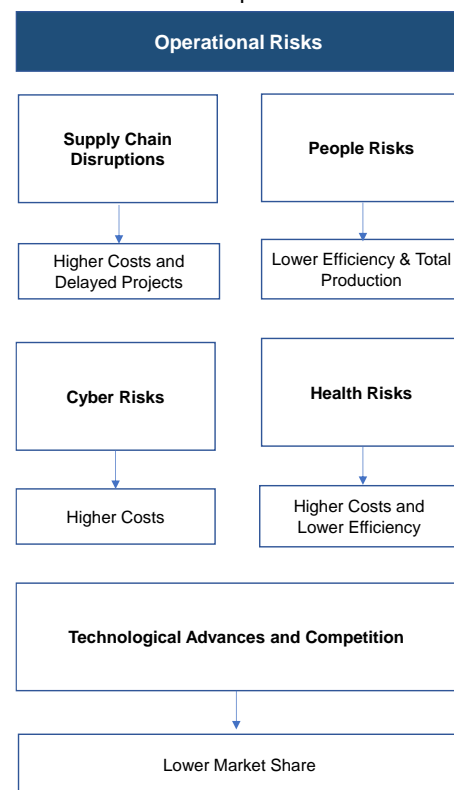 Operational Risks
Supply Chain
Disruptions
People Risks
Higher Costs and
Delayed Projects
Lower Efficiency & Total
Production
Cyber Risks
Health Risks
Higher Costs
Higher Costs and
Lower Efficiency
Technological Advances and Competition
Lower Market Share